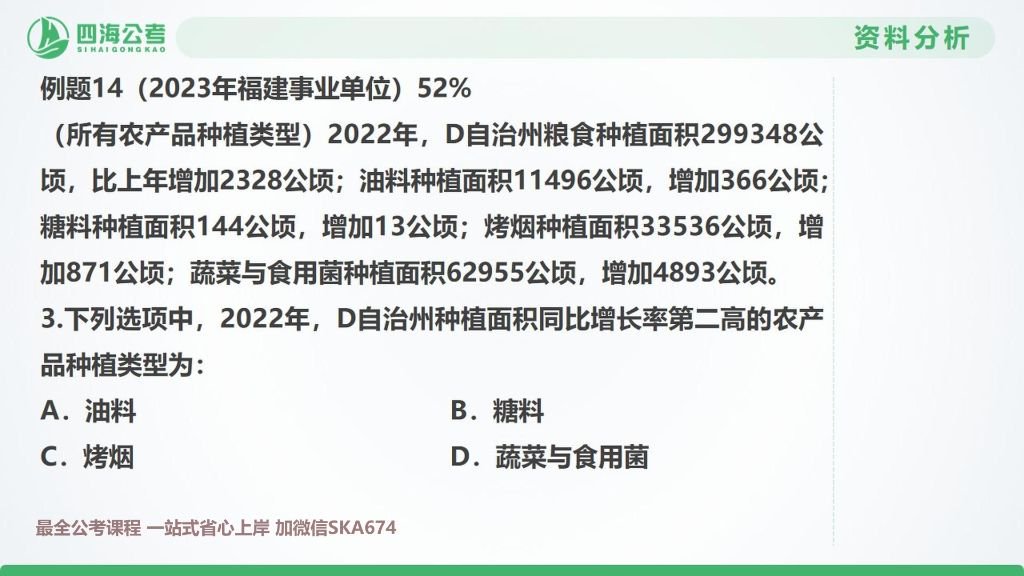 四海公考
SIHAIGONGKAO
资料分析
例题14（2023年福建事业单位）52%
（所有农产品种植类型）2022年，D自治州粮食种植面积299348公
顷，比上年增加2328公顷；油料种植面积11496公顷，增加366公顷；
糖料种植面积144公顷，增加13公顷；烤烟种植面积33536公顷，增
加871公顷；蔬菜与食用菌种植面积62955公顷，增加4893公顷。
3.下列选项中，2022年，D自治州种植面积同比增长率第二高的农产
品种植类型为：
A．油料 B．糖料
C．烤烟 D．蔬菜与食用菌
最全公考课程 一站式省心上岸 加微信SKA674